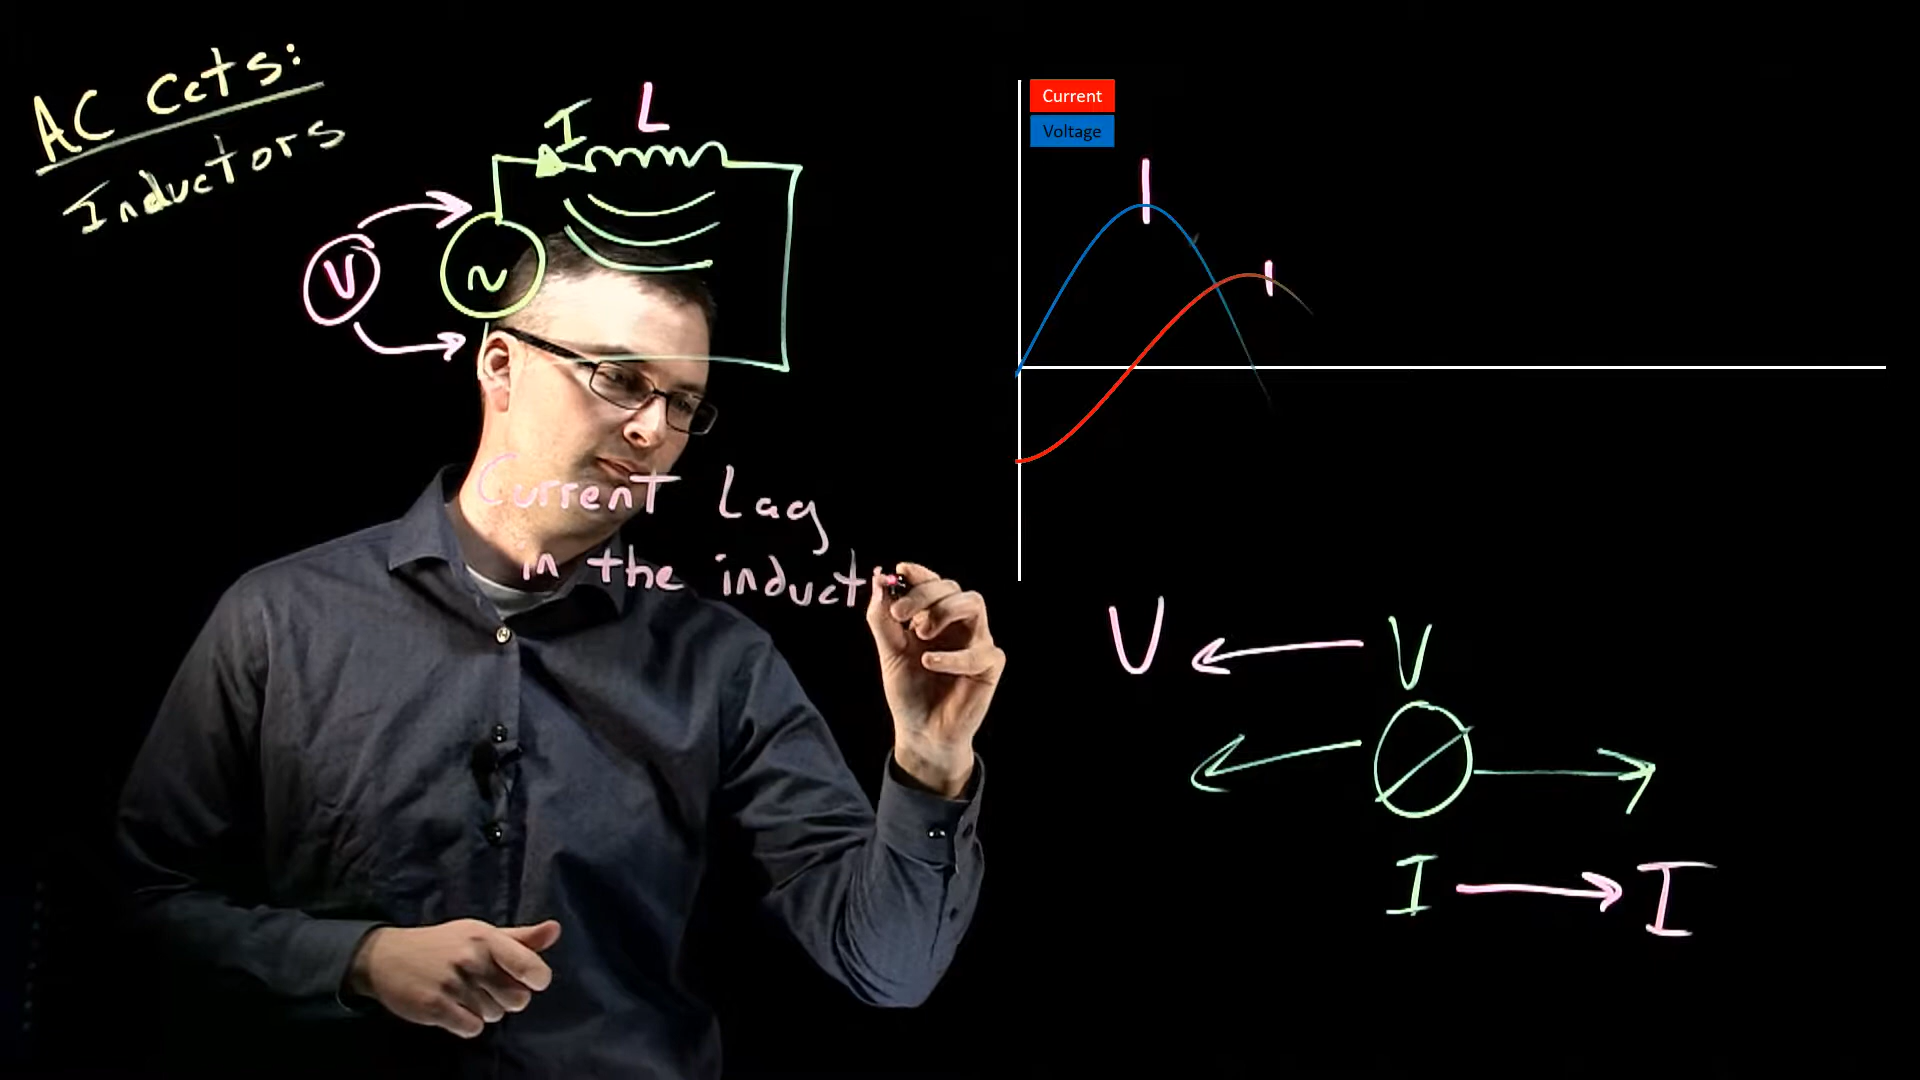 AC Ccts:
Inductors
I
L
V
~
Current
Voltage
Current Lag
in the induct
V
V
I
I